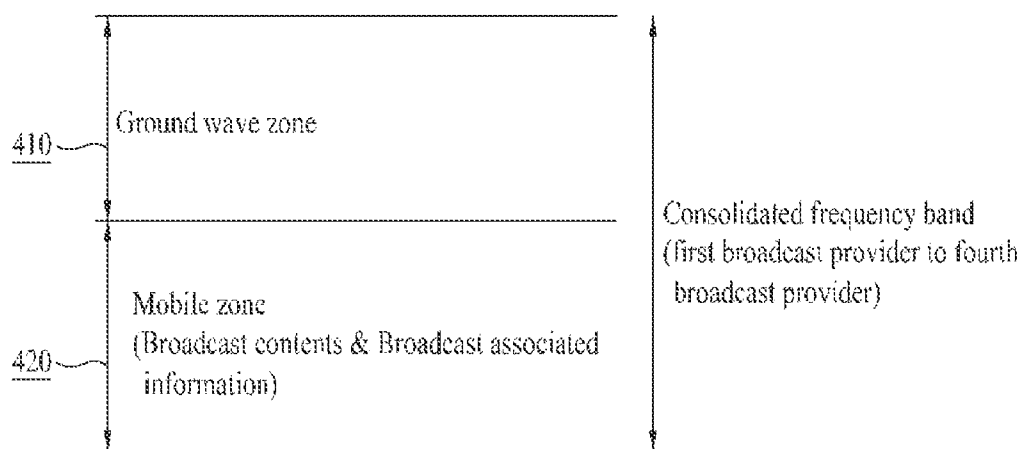 Ground wave zone
410
Consolidated frequency band
(first broadcast provider to fourth
broadcast provider)
Mobile zone
(Broadcast contents & Broadcast associated
information)
420